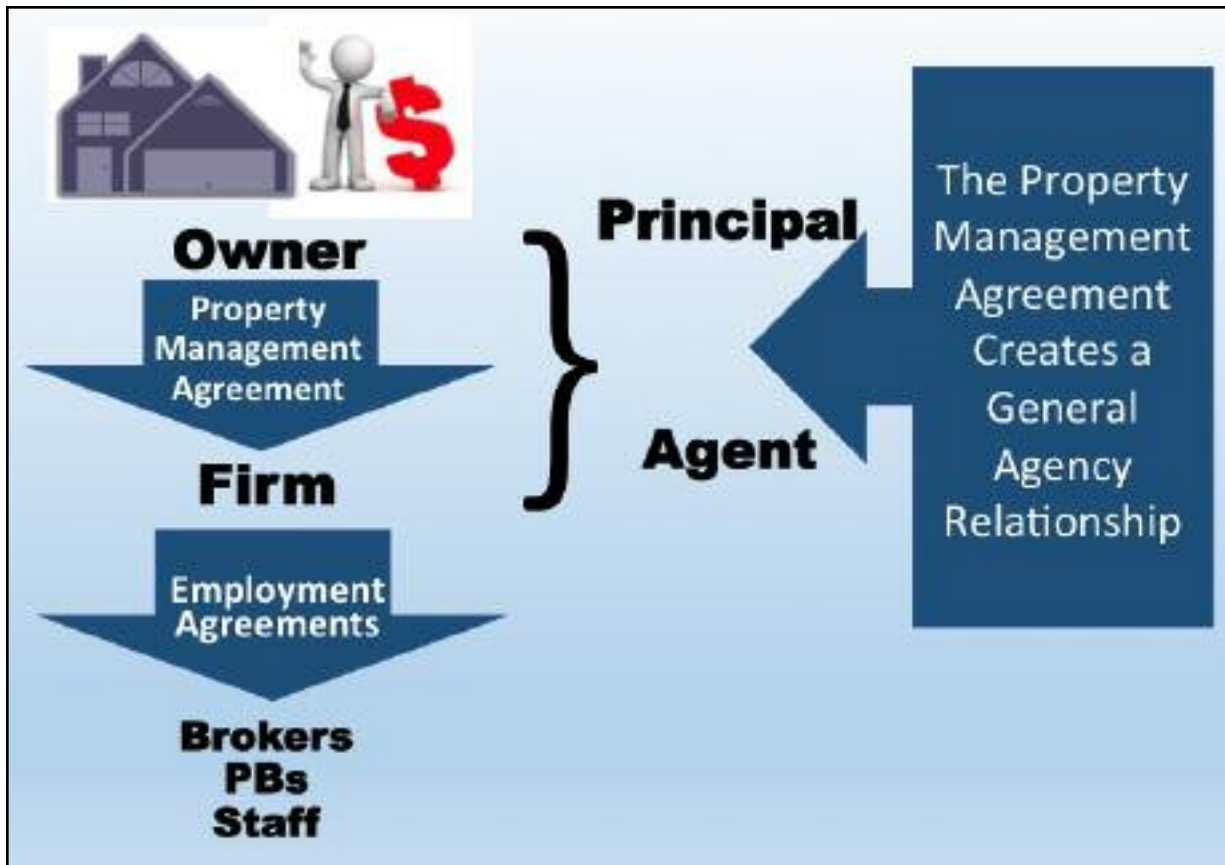 Owner
Property
Management
Agreement
Firm
Employment
Agreements
Brokers
PBs
Staff
Principal
Agent
The Property
Management
Agreement
Creates a
General
Agency
Relationship